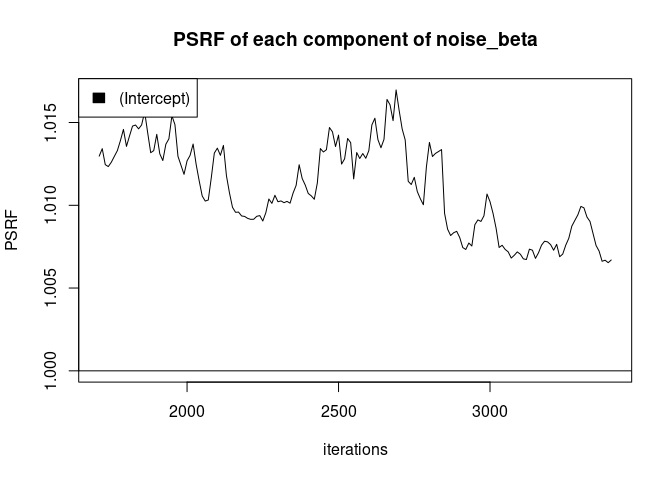 PSRF of each component of noise_beta
(Intercept)
1.015
1.010
1.005
1.000
PSRF
2000 2500 3000
iterations